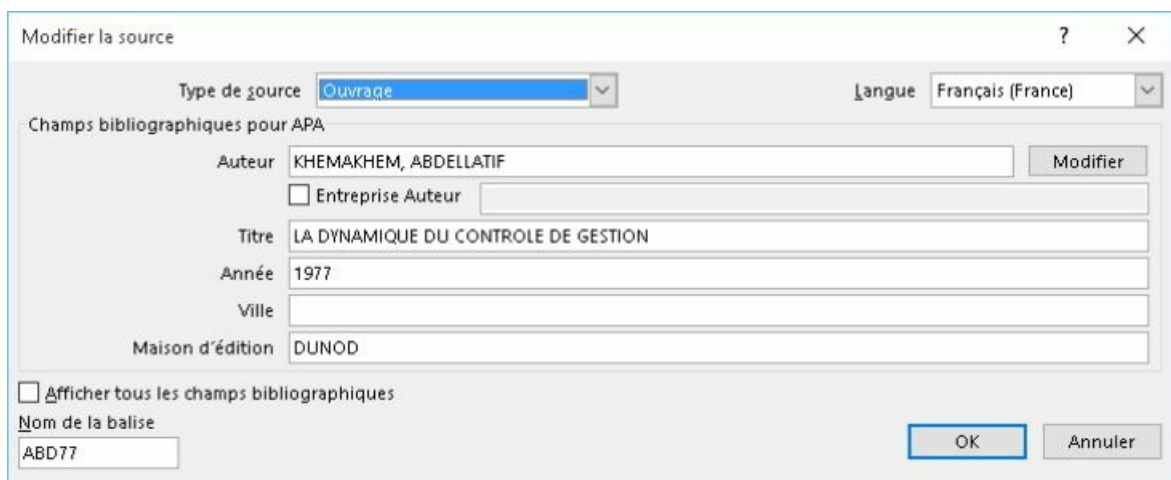 Modifier la source ?
Type de source Ouvrage Langue Français (France)
Champs bibliographiques pour APA
Auteur KHEMAKHEM, ABDELLATIF Modifier
Entreprise Auteur
Titre LA DYNAMIQUE DU CONTROLE DE GESTION
Année 1977
Ville
Maison d'édition DUNOD
Afficher tous les champs bibliographiques
Nom de la balise
ABD77 OK Annuler